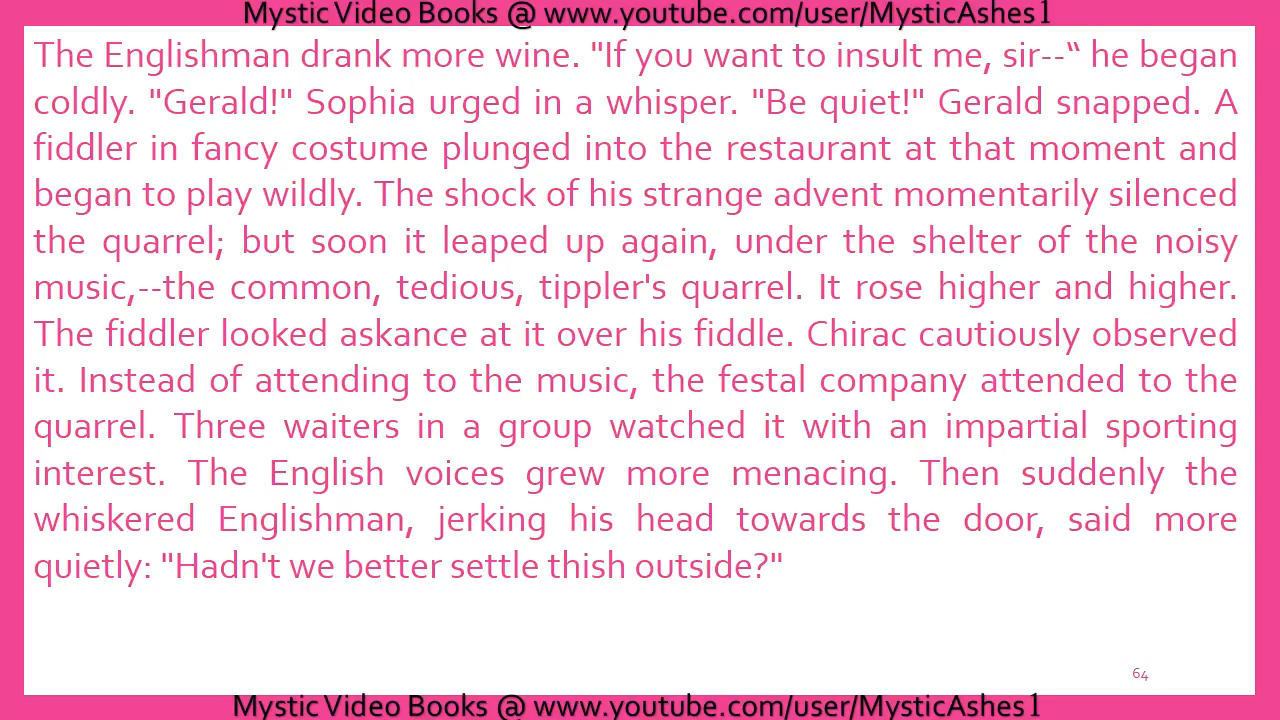 Mystic Video Books @ www.youtube.com/user/MysticAshes1
The Englishman drank more wine. "If you want to insult me, sir--“ he began
coldly. "Gerald!" Sophia urged in a whisper. "Be quiet!" Gerald snapped. A
fiddler in fancy costume plunged into the restaurant at that moment and
began to play wildly. The shock of his strange advent momentarily silenced
the quarrel; but soon it leaped up again, under the shelter of the noisy
music,--the common, tedious, tippler's quarrel. It rose higher and higher.
The fiddler looked askance at it over his fiddle. Chirac cautiously observed
it. Instead of attending to the music, the festal company attended to the
quarrel. Three waiters in a group watched it with an impartial sporting
interest. The English voices grew more menacing. Then suddenly the
whiskered Englishman, jerking his head towards the door, said more
quietly: "Hadn't we better settle thish outside?"
64
Mystic Video Books @ www.youtube.com/user/MysticAshes1